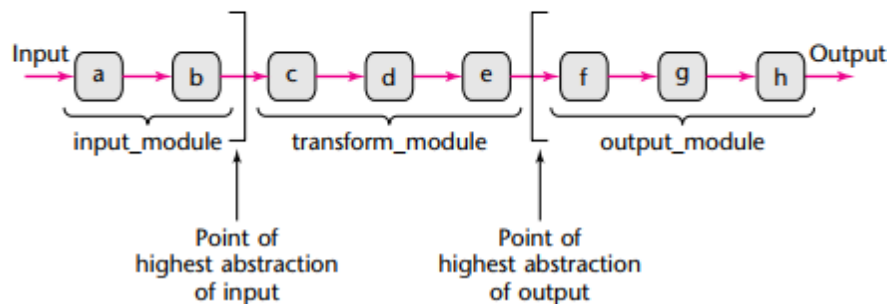 Input
a
b
c
d
e
f
g
h
Output
input_module
transform_module
output_module
Point of
highest abstraction
of input
Point of
highest abstraction
of output